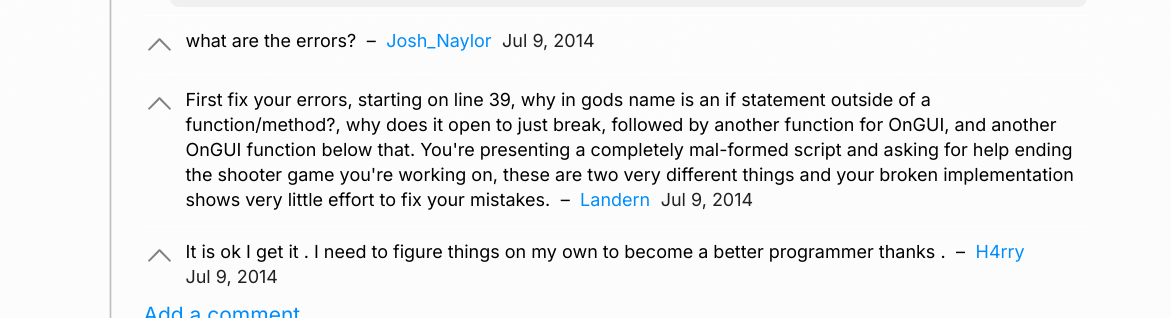 what are the errors? – Josh_Naylor Jul 9, 2014
First fix your errors, starting on line 39, why in gods name is an if statement outside of a
function/method?, why does it open to just break, followed by another function for OnGUI, and another
OnGUI function below that. You're presenting a completely mal-formed script and asking for help ending
the shooter game you're working on, these are two very different things and your broken implementation
shows very little effort to fix your mistakes. – Landern Jul 9, 2014
It is ok I get it . I need to figure things on my own to become a better programmer thanks . – H4rry
Jul 9, 2014
Add a comment